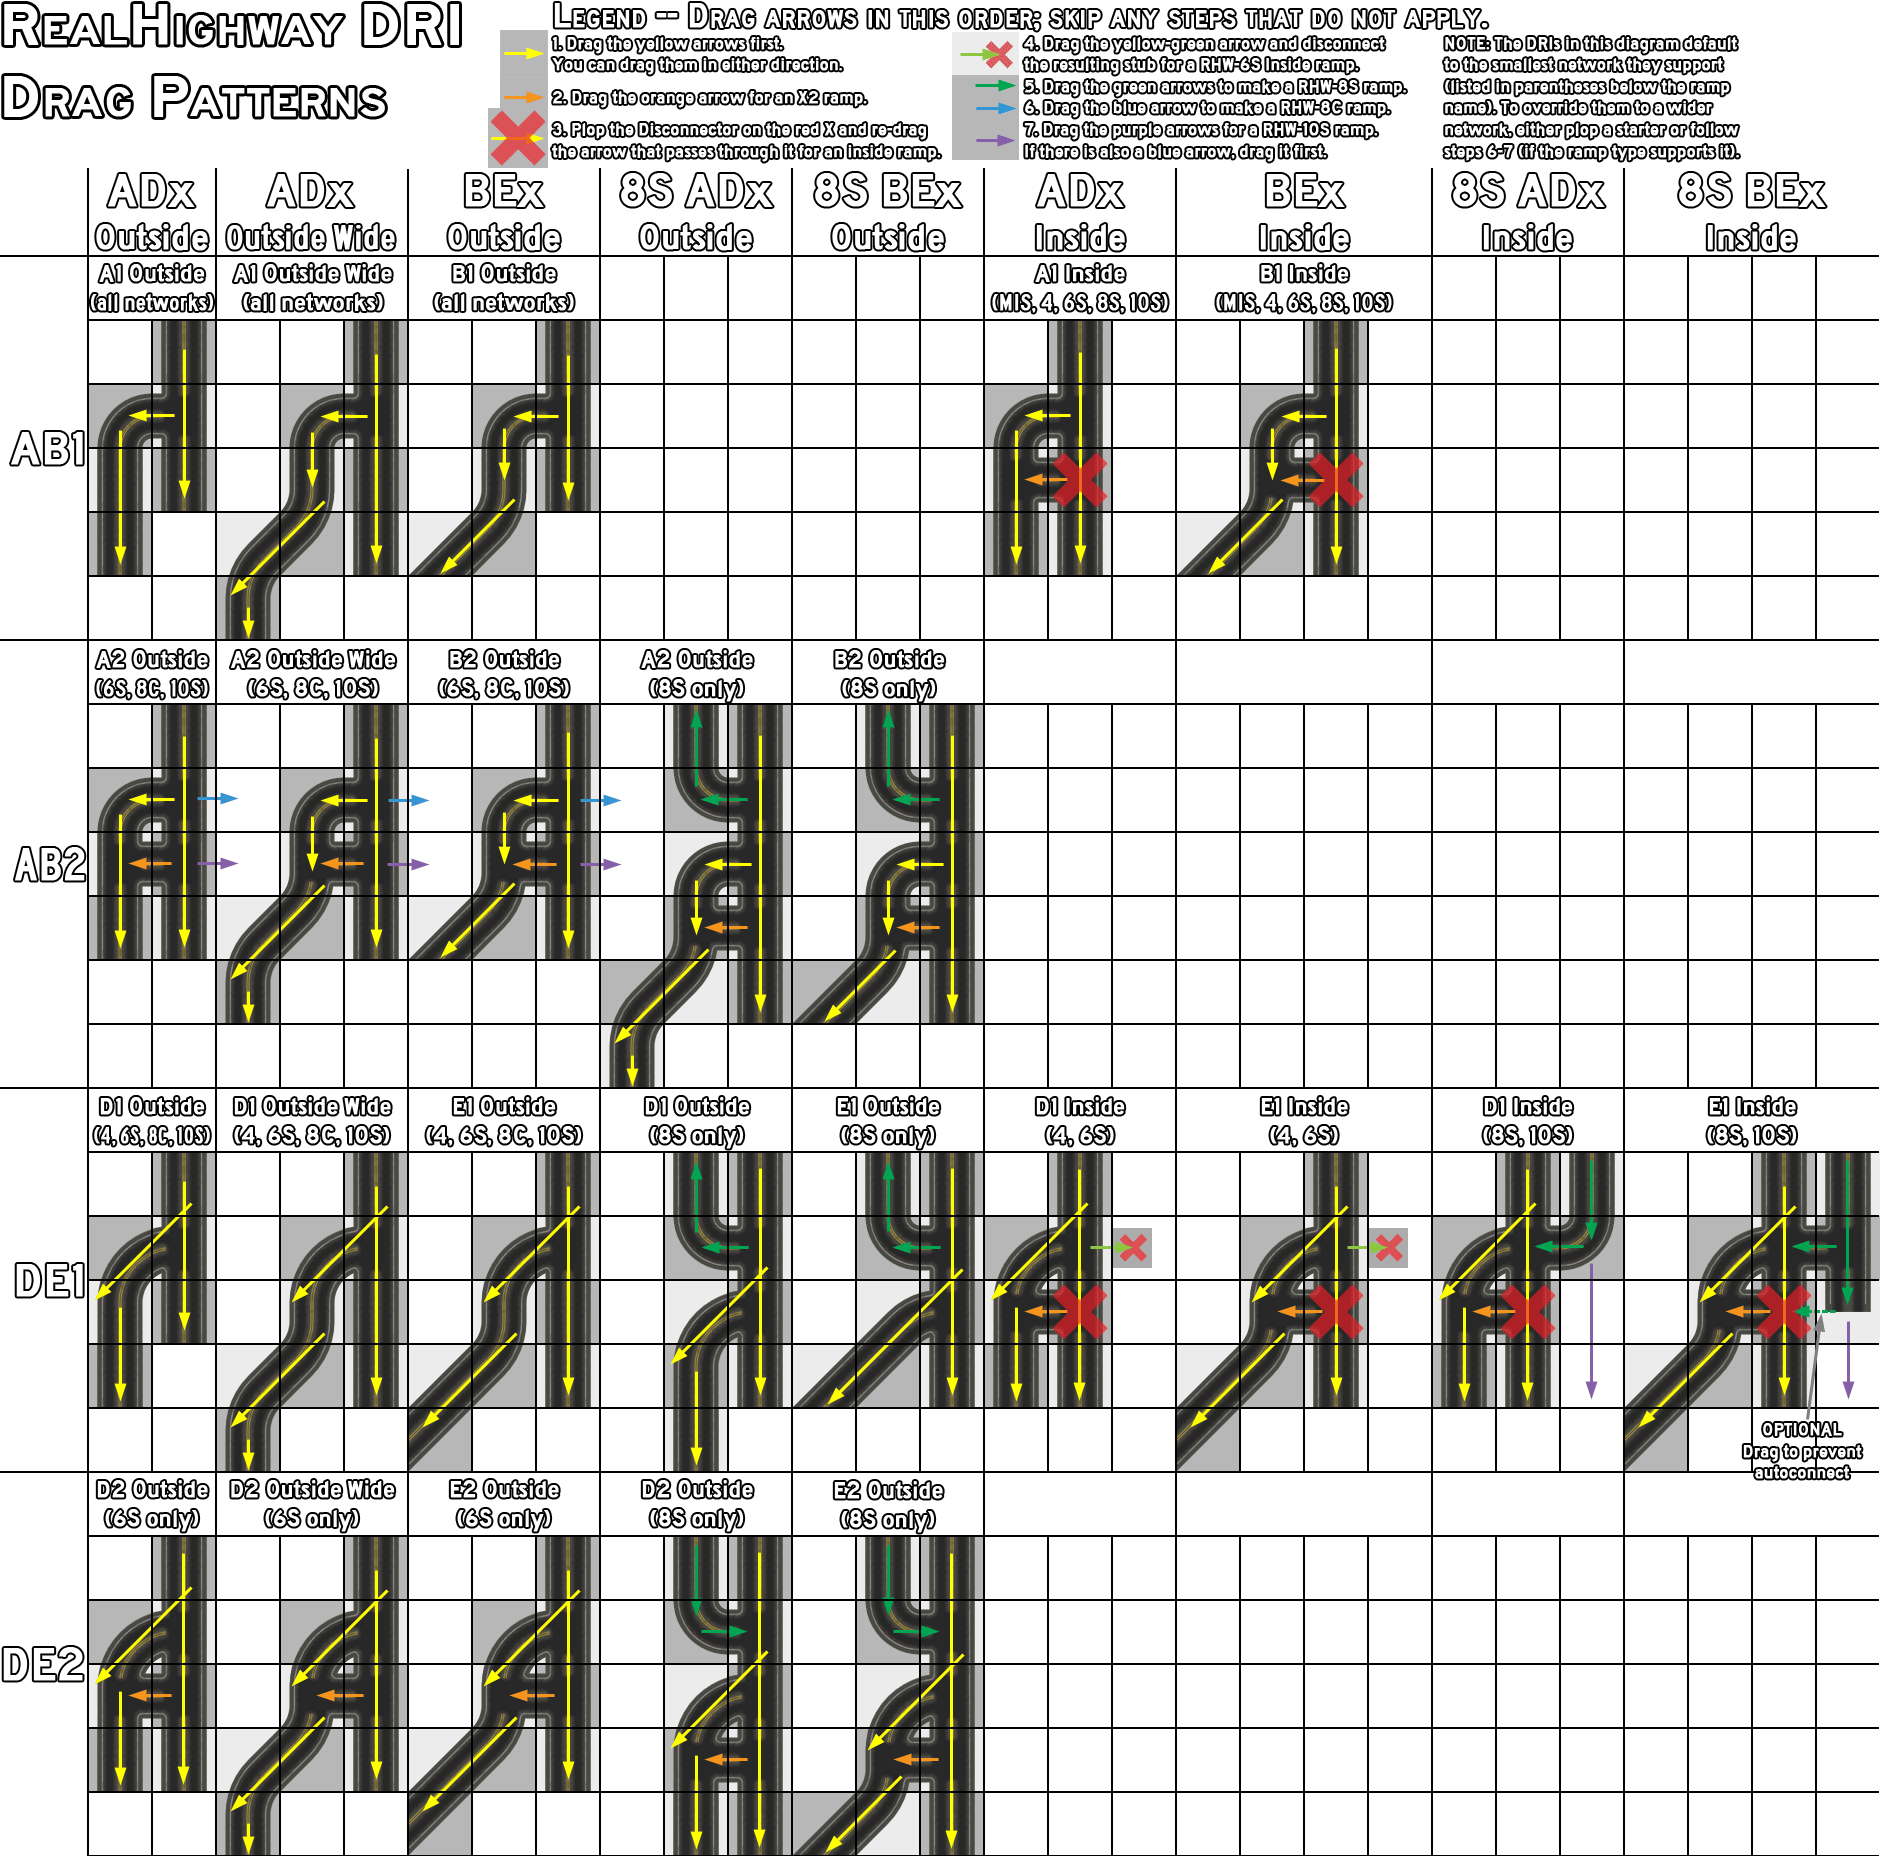 RealHighway DRI
Drag Patterns
Legend -- Drag arrows in this order; skip any steps that do not apply.
1. Drag the yellow arrows first.
You can drag them in either direction.
2. Drag the orange arrow for an X2 ramp.
3. Plop the Disconnector on the red X and re-drag
the arrow that passes through it for an inside ramp.
4. Drag the yellow-green arrow and disconnect
the resulting stub for a RHW-6S Inside ramp.
5. Drag the green arrows to make a RHW-8S ramp.
6. Drag the blue arrow to make a RHW-8C ramp.
7. Drag the purple arrows for a RHW-10S ramp.
If there is also a blue arrow, drag it first.
NOTE: The DRIs in this diagram default
to the smallest network they support
(listed in parentheses below the ramp
name). To override them to a wider
network, either plop a starter or follow
steps 6-7 (if the ramp type supports it).
ADx ADx BEx 8S ADx 8S BEx ADx BEx 8S ADx 8S BEx
Outside Outside Wide Outside Outside Outside Inside Inside Inside Inside
A1 Outside A1 Outside Wide B1 Outside A1 Inside B1 Inside
(all networks) (all networks) (all networks) (MIS, 4, 6S, 8S, 10S) (MIS, 4, 6S, 8S, 10S)
AB1
A2 Outside A2 Outside Wide B2 Outside A2 Outside B2 Outside
(6S, 8C, 10S) (6S, 8C, 10S) (6S, 8C, 10S) (8S only) (8S only)
AB2
D1 Outside D1 Outside Wide E1 Outside D1 Outside E1 Outside D1 Inside E1 Inside D1 Inside E1 Inside
(4, 6S, 8C, 10S) (4, 6S, 8C, 10S) (4, 6S, 8C, 10S) (8S only) (8S only) (4, 6S) (4, 6S) (8S, 10S) (8S, 10S)
DE1
OPTIONAL
Drag to prevent
autoconnect
D2 Outside D2 Outside Wide E2 Outside D2 Outside E2 Outside
(6S only) (6S only) (6S only) (8S only) (8S only)
DE2